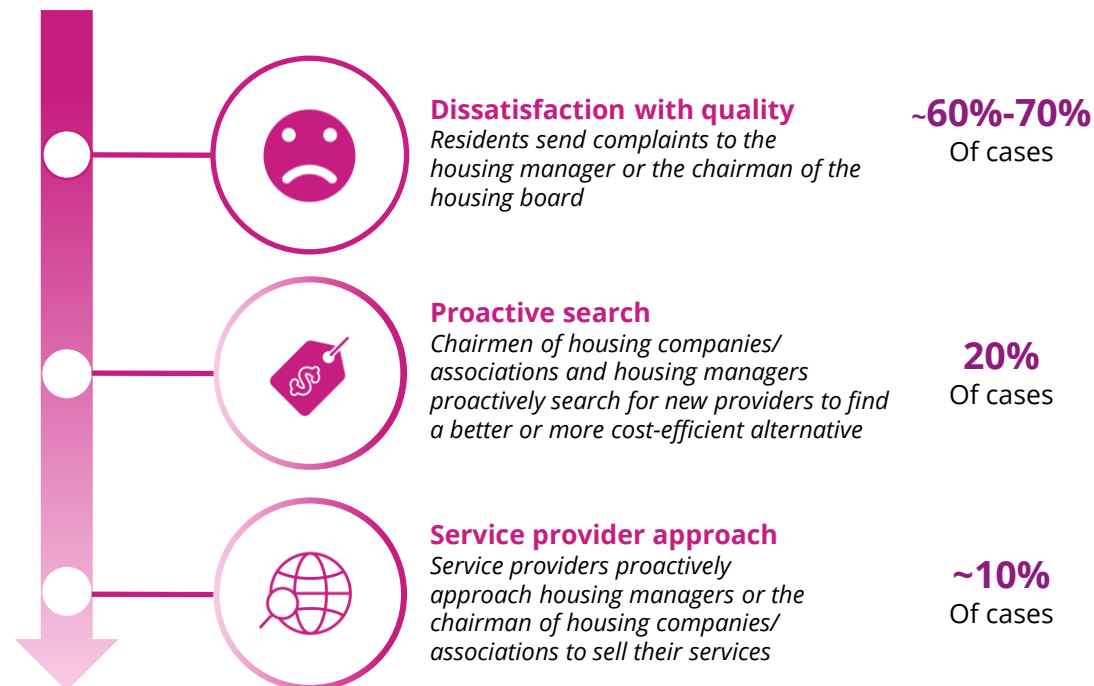 Dissatisfaction with quality
Residents send complaints to the
housing manager or the chairman of the
housing board
~60%-70%
Of cases
Proactive search
Chairmen of housing companies/
associations and housing managers
proactively search for new providers to find
a better or more cost-efficient alternative
20%
Of cases
Service provider approach
Service providers proactively
approach housing managers or the
chairman of housing companies/
associations to sell their services
~10%
Of cases